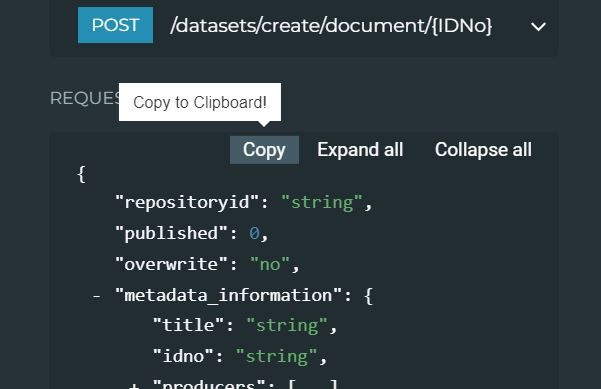 POST /datasets/create/document/{IDNo}
Copy to Clipboard!
REQUES
Copy Expand all Collapse all
{
"repositoryid": "string",
"published": 0,
"overwrite": "no",
- "metadata_information": {
"title": "string",
"idno": "string",
+ "producers": [ ... ]